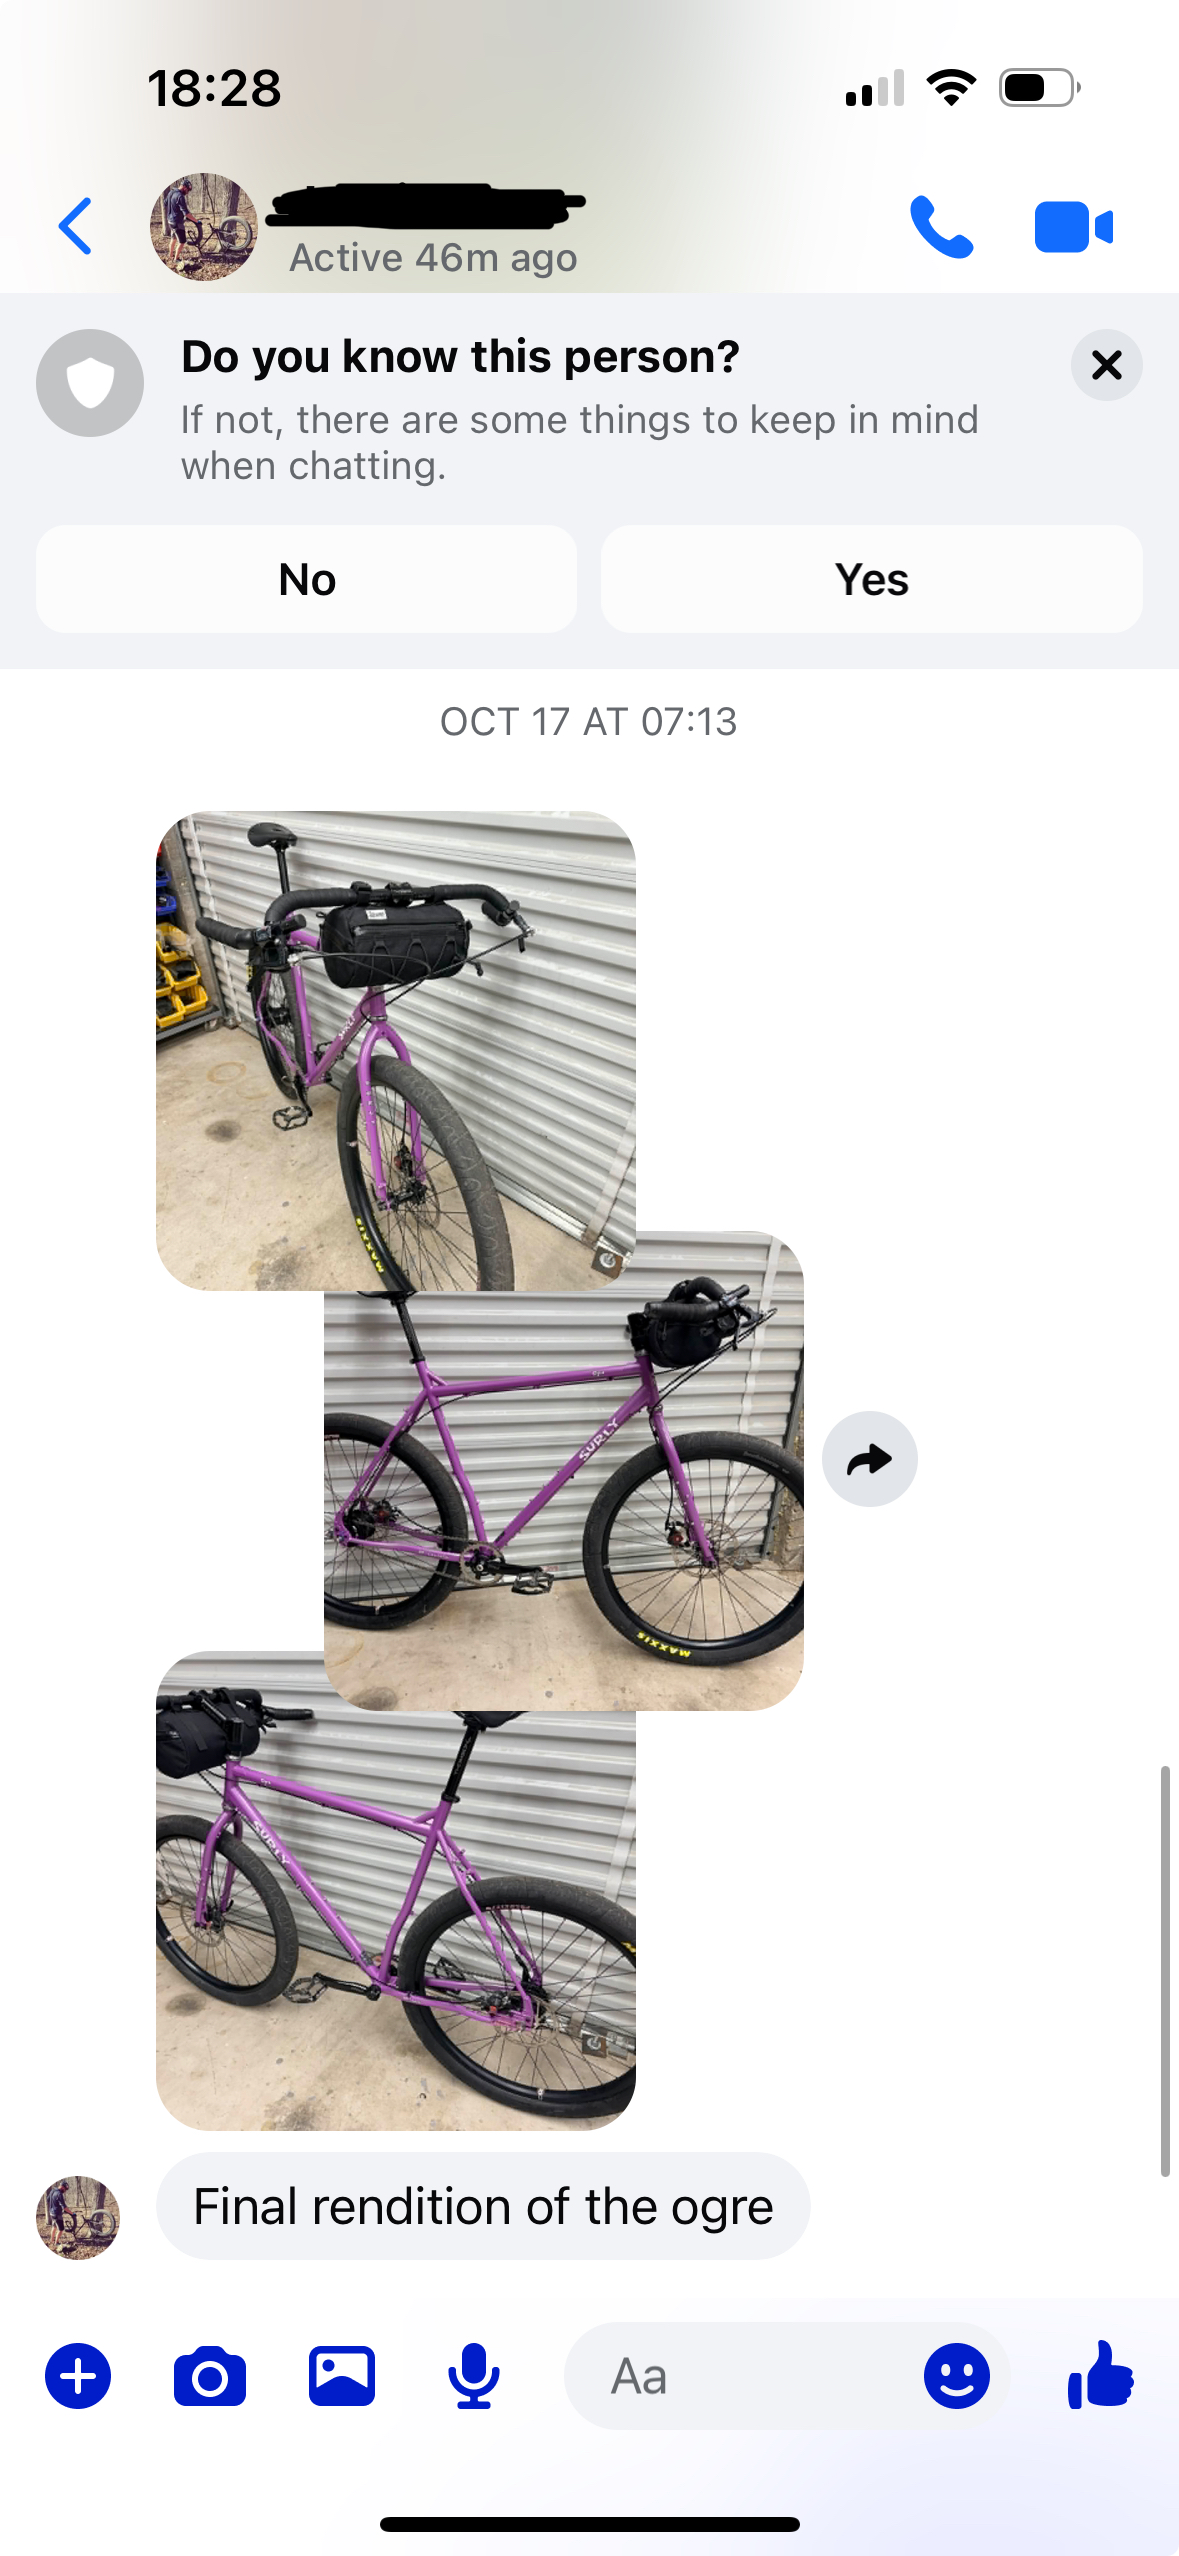 18:28
Active 46m ago
Do you know this person?
If not, there are some things to keep in mind
when chatting.
No
Yes
OCT 17 AT 07:13
MAXXIS
SURLY
MAXXIS
SURLY
Final rendition of the ogre
Aa